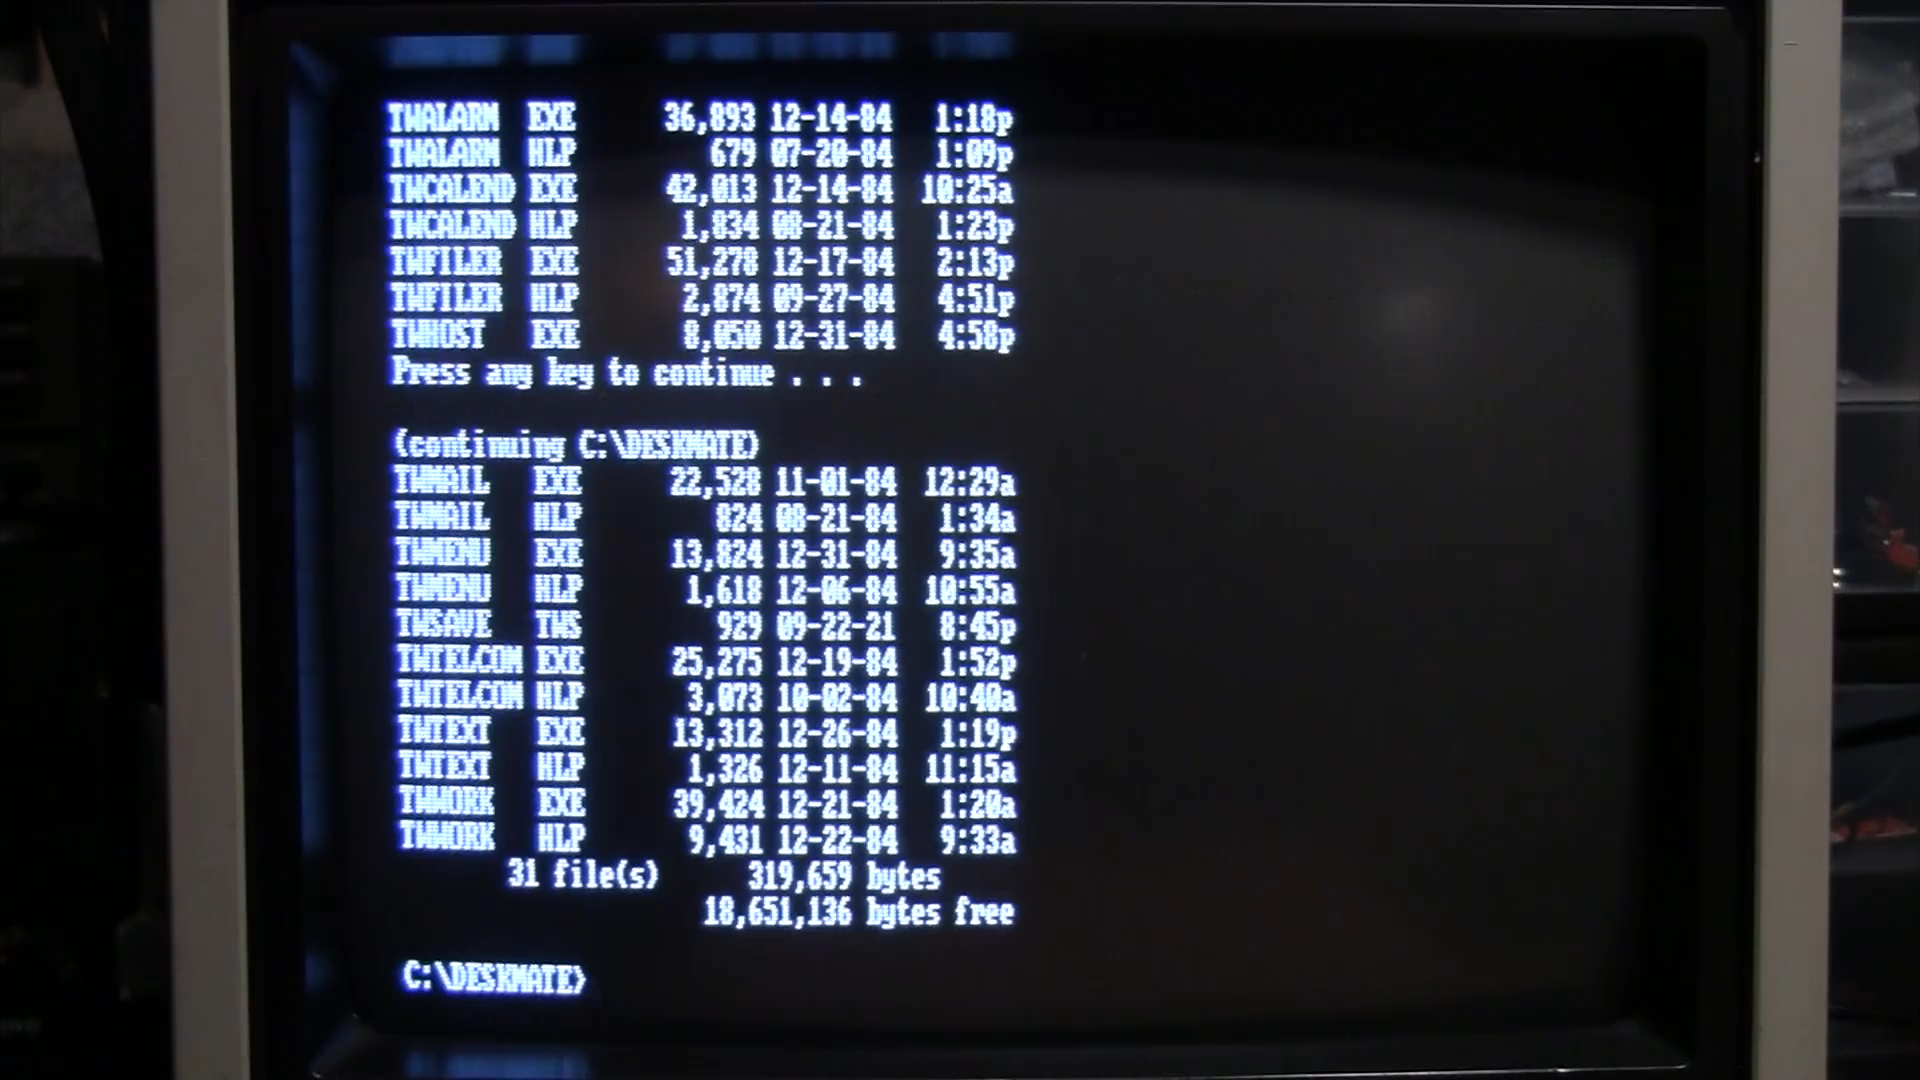 TWALARM EXE 36,893 12-14-84 1:18p
TWALARM HLP 679 07-20-84 1:09p
TWCALEND EXE 42,013 12-14-84 10:25a
TWCALEND HLP 1,834 08-21-84 1:23p
TWFILER EXE 51,278 12-17-84 2:13p
TWFILER HLP 2,874 09-27-84 4:51p
TWHOST EXE 8,050 12-31-84 4:58p
Press any key to continue . . .
(continuing C:\DESKMATE)
TWMAIL EXE 22,528 11-01-84 12:29a
TWMAIL HLP 824 08-21-84 1:34a
TWMENU EXE 13,824 12-31-84 9:35a
TWMENU HLP 1,618 12-06-84 10:55a
TWSAVE TWS 929 09-22-21 8:45p
TWTELCOM EXE 25,275 12-19-84 1:52p
TWTELCOM HLP 3,073 10-02-84 10:40a
TWTEXT EXE 13,312 12-26-84 1:19p
TWTEXT HLP 1,326 12-11-84 11:15a
TWWORK EXE 39,424 12-21-84 1:20a
TWWORK HLP 9,431 12-22-84 9:33a
31 file(s) 319,659 bytes
18,651,136 bytes free
C:\DESKMATE>